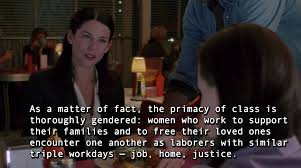 As a matter of fact, the primacy of class is
thoroughly gendered: women who work to support
their families and to free their loved ones
encounter one another as laborers with similar
triple workdays — job, home, justice.